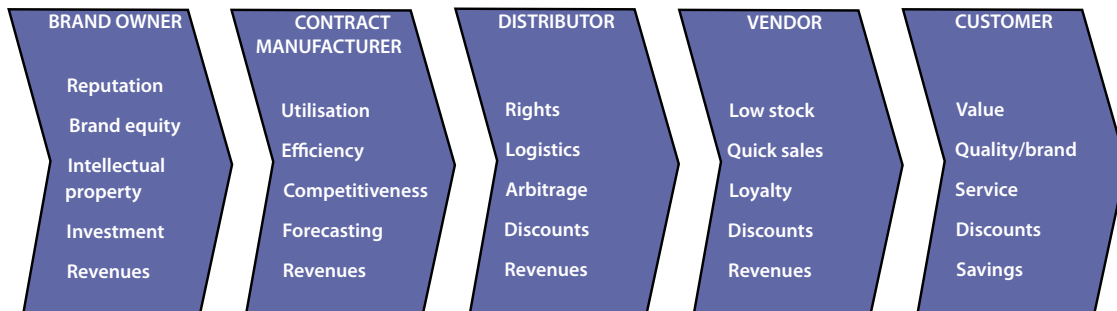 BRAND OWNER
Reputation
Brand equity
Intellectual
property
Investment
Revenues
CONTRACT
MANUFACTURER
Utilisation
Efficiency
Competitiveness
Forecasting
Revenues
DISTRIBUTOR
Rights
Logistics
Arbitrage
Discounts
Revenues
VENDOR
Low stock
Quick sales
Loyalty
Discounts
Revenues
CUSTOMER
Value
Quality/brand
Service
Discounts
Savings